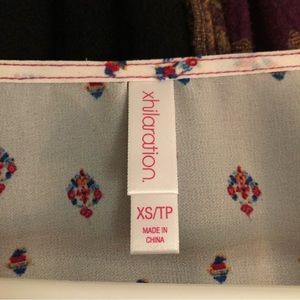 xhilaration.
XS/TP
MADE IN
CHINA